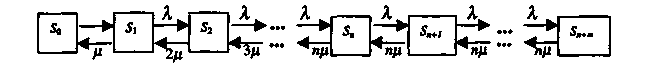 λ λ ... λ λ λ ... λ
S₀ S₁ S₂ Sₙ Sₙ₊₁ Sₙ₊ₘ
μ 2μ 3μ ... nμ nμ nμ ... nμ